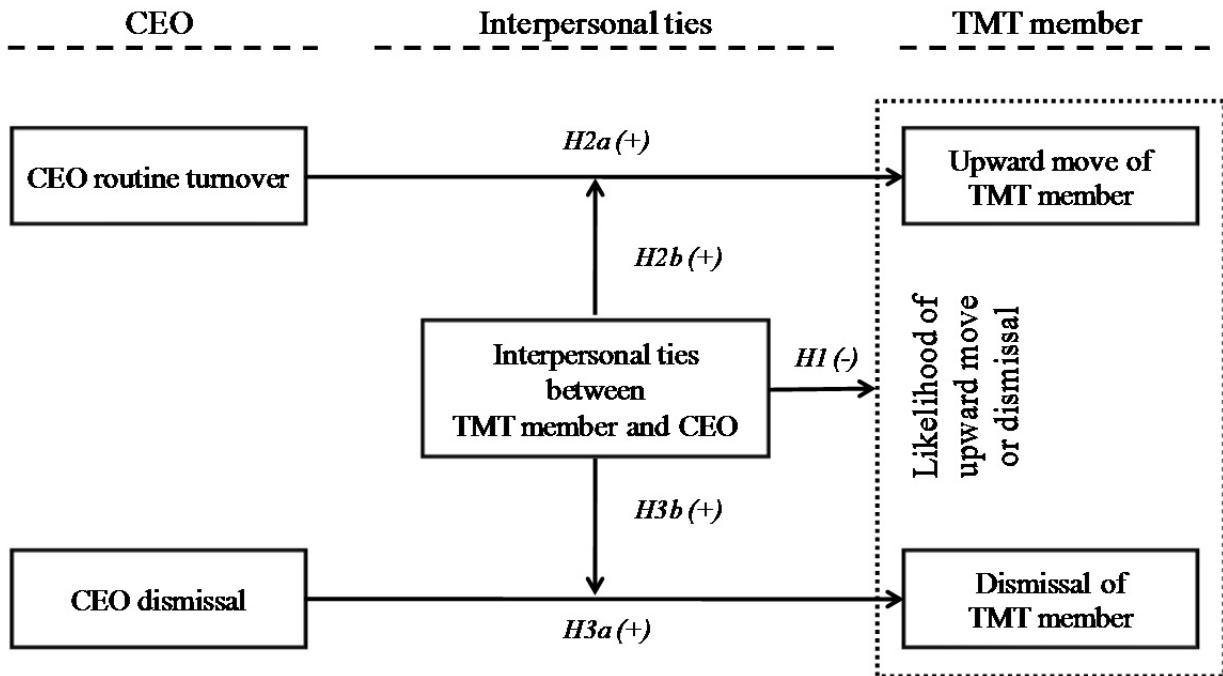 CEO
Interpersonal ties
TMT member
H2a (+)
CEO routine turnover
Upward move of
TMT member
H2b (+)
Interpersonal ties
between
TMT member and CEO
H1 (-)
Likelihood of
upward move
or dismissal
H3b (+)
CEO dismissal
Dismissal of
TMT member
H3a (+)